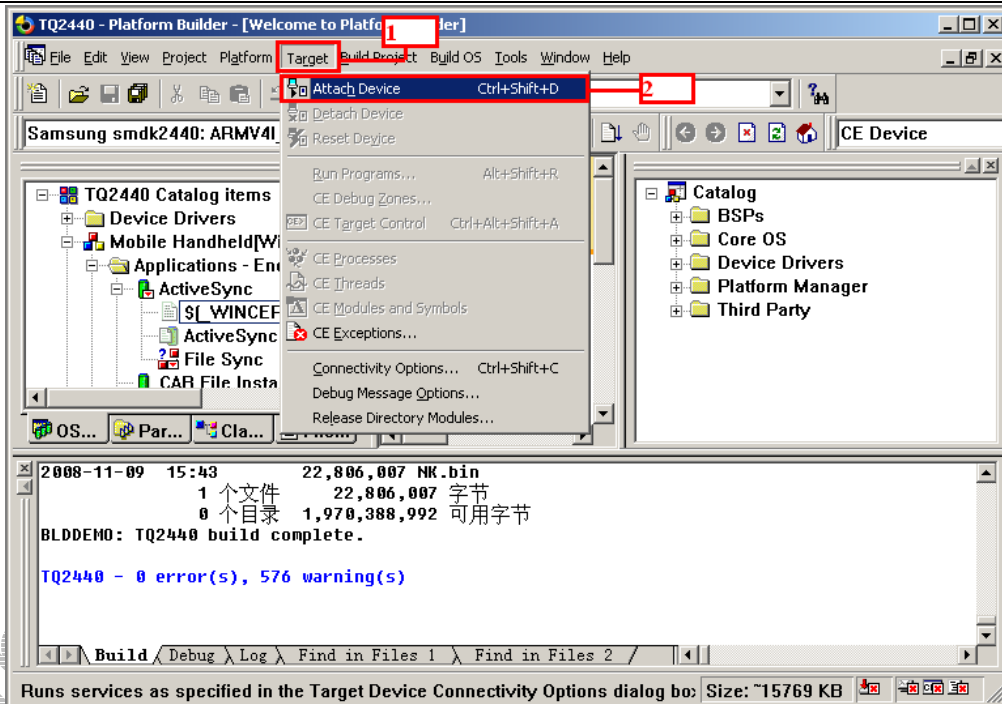 TQ2440 - Platform Builder - [Welcome to Platfo
er]
1
File Edit View Project Platform Target Build Project Build OS Tools Window Help
Attach Device Ctrl+Shift+D
2
Detach Device
Samsung smdk2440: ARMV4I_
CE Device
Reset Device
Run Programs... Alt+Shift+R
CE Debug Zones...
CE Target Control Ctrl+Alt+Shift+A
CE Processes
CE Threads
CE Modules and Symbols
CE Exceptions...
Connectivity Options... Ctrl+Shift+C
Debug Message Options...
Release Directory Modules...
TQ2440 Catalog items
Device Drivers
Mobile Handheld[Wi
Applications - En
ActiveSync
$(_WINCEF
ActiveSync
File Sync
CAB File Insta
OS... Par... Cla...
Catalog
BSPs
Core OS
Device Drivers
Platform Manager
Third Party
2008-11-09 15:43 22,806,007 NK.bin
1 个文件 22,806,007 字节
0 个目录 1,970,388,992 可用字节
BLDDEMO: TQ2440 build complete.
TQ2440 - 0 error(s), 576 warning(s)
Build Debug Log Find in Files 1 Find in Files 2
Runs services as specified in the Target Device Connectivity Options dialog bo
Size: ~15769 KB